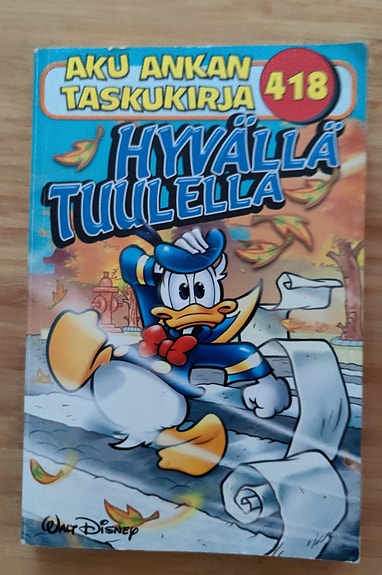 AKU ANKAN
TASKUKIRJA
418
HYVÄLLÄ
TUULELLA
WALT DISNEY